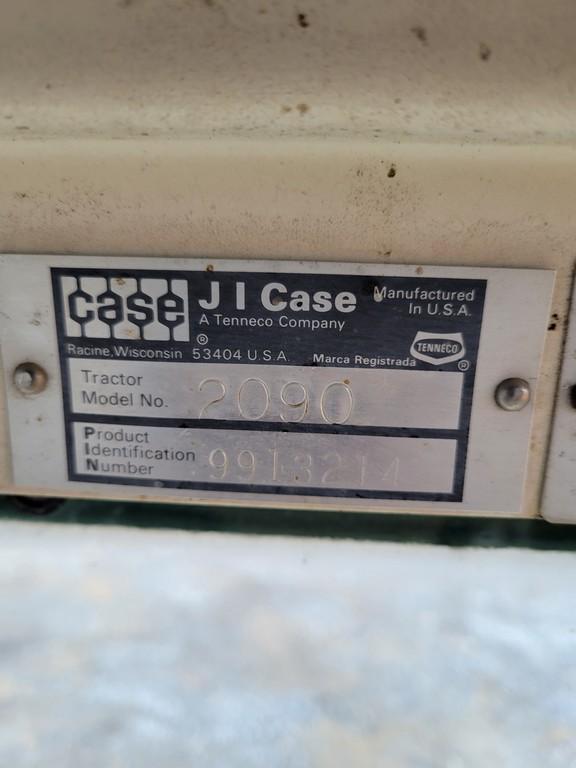 case
®
J I Case
A Tenneco Company
Manufactured
In U.S.A.
Racine, Wisconsin 53404 U.S.A.
Marca Registrada
TENNECO
®
Tractor
Model No. 2090
Product
Identification
Number 9913214